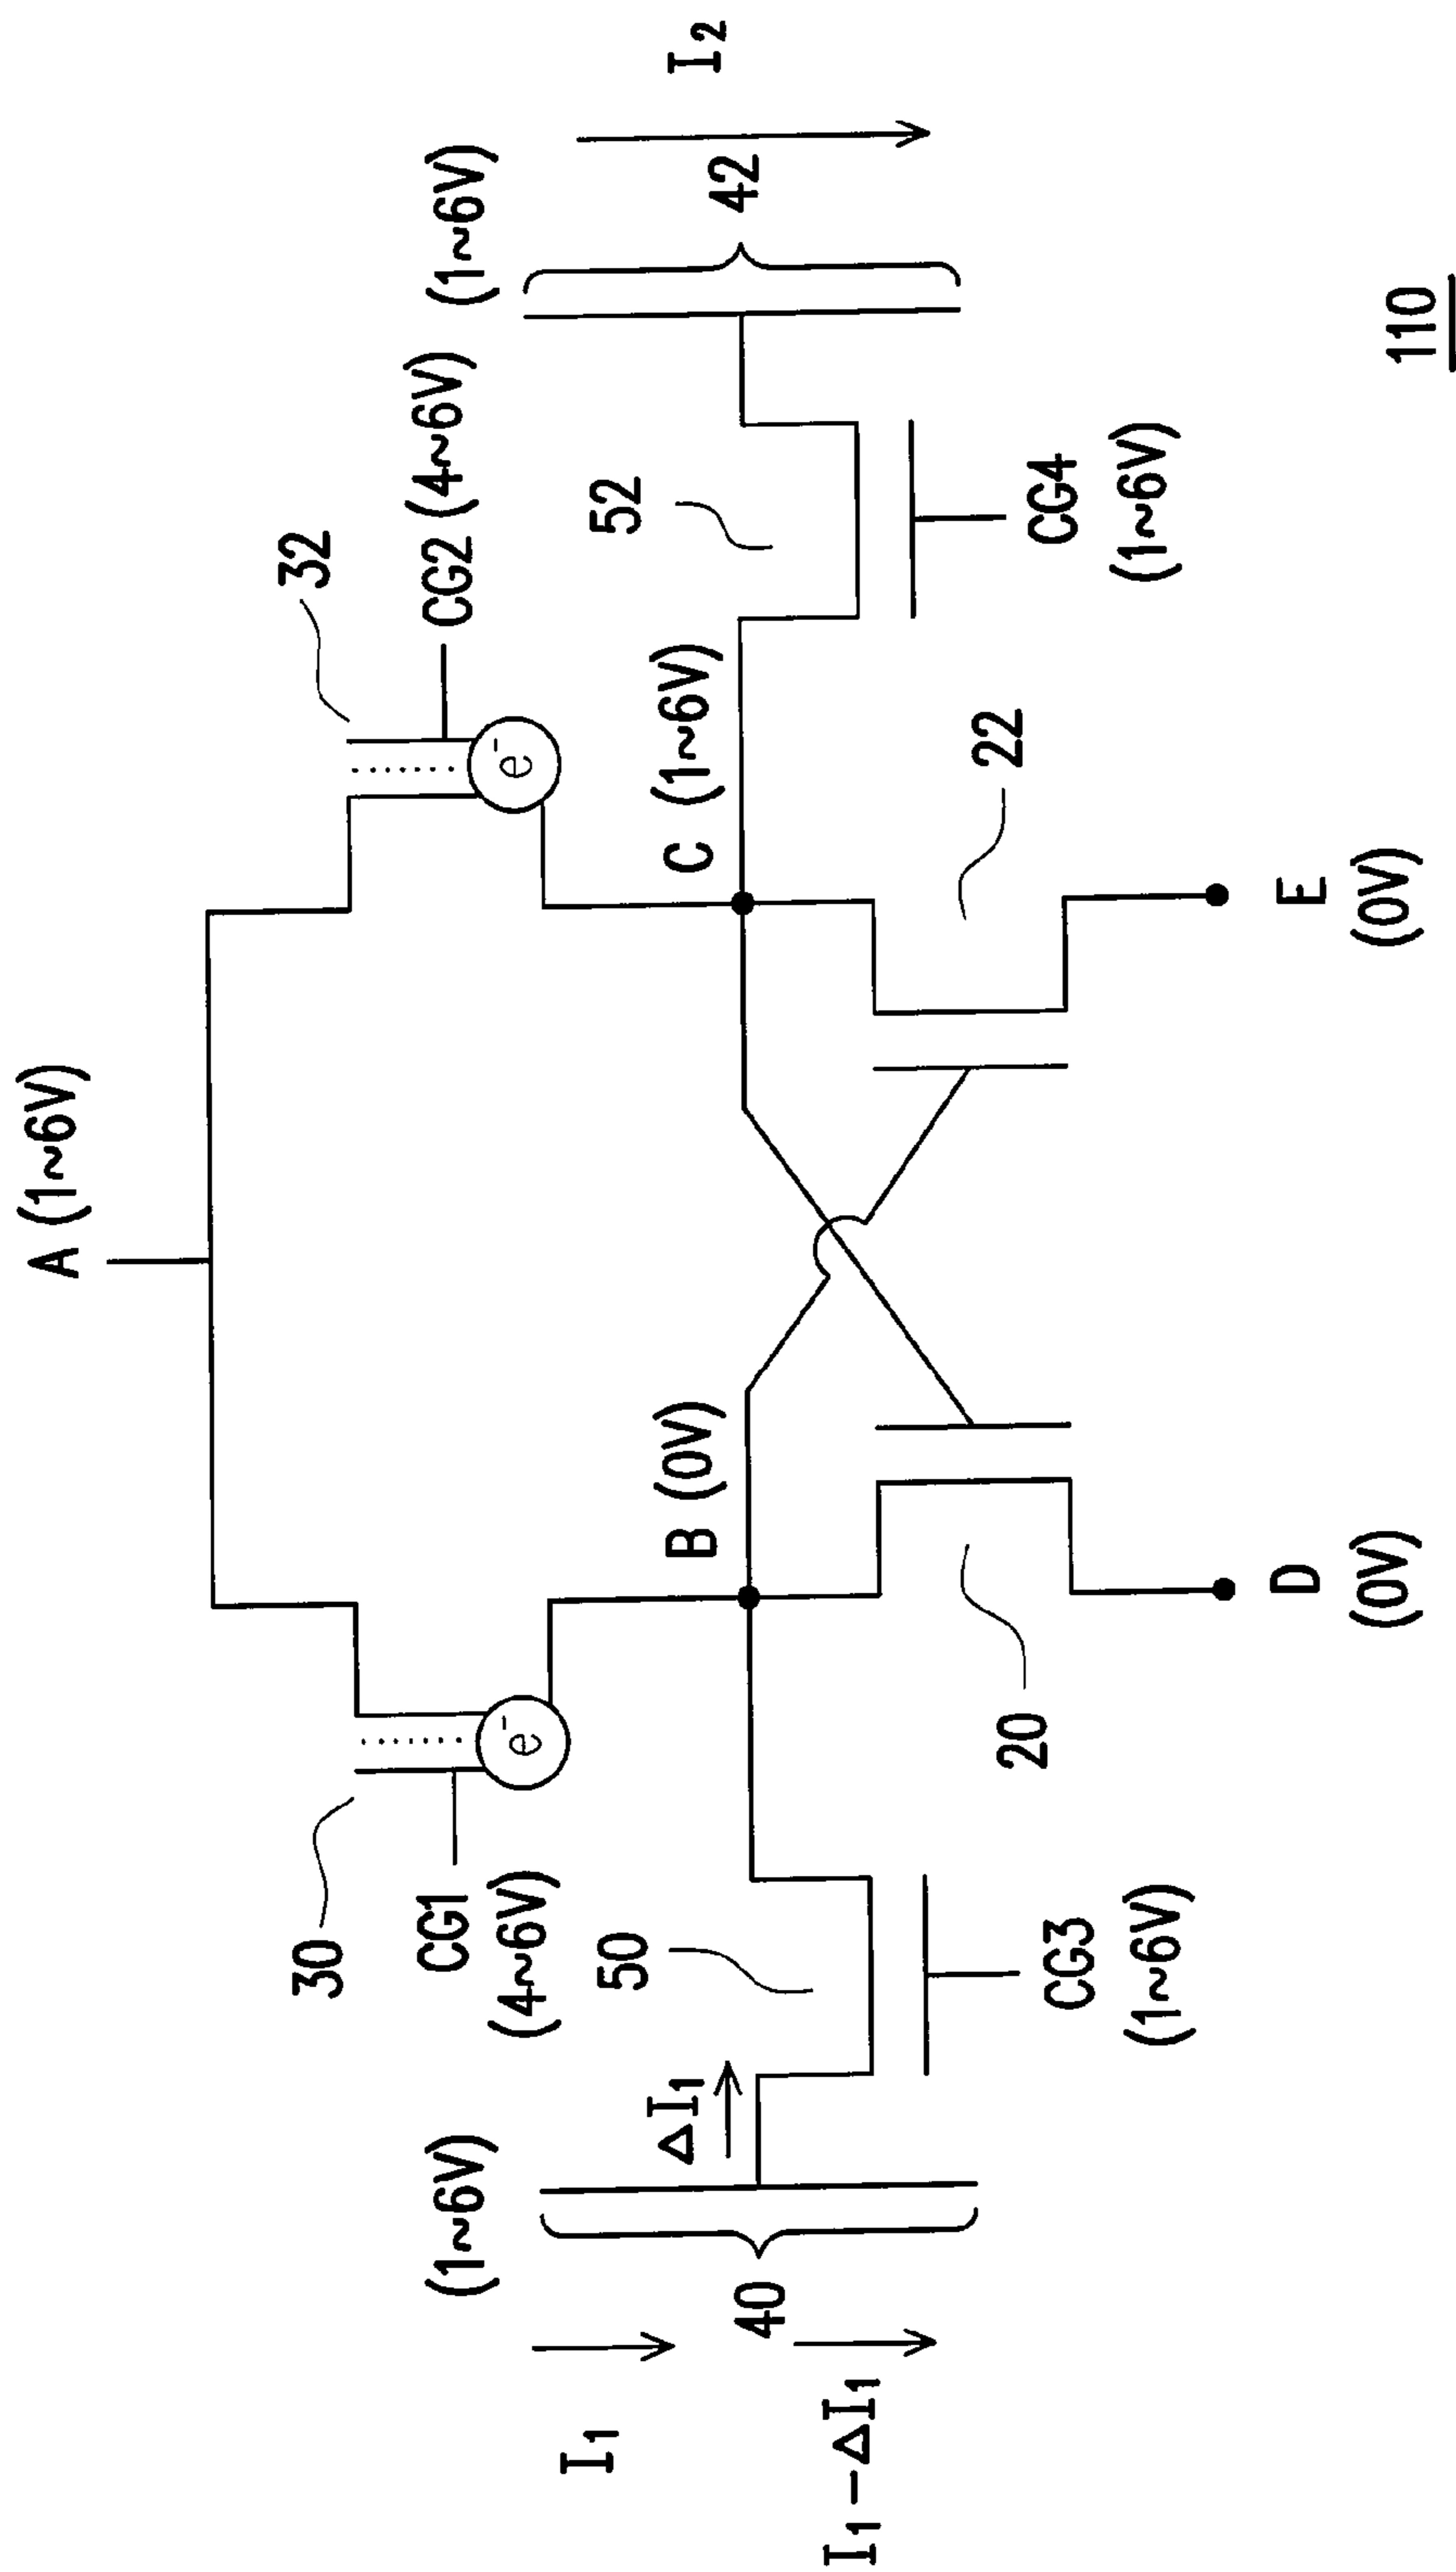 A (1~6V)
30
CG1
(4~6V)
e⁻
32
CG2 (4~6V)
e⁻
(1~6V)
(1~6V)
I₁
I₂
40
ΔI₁
50
B (0V)
C (1~6V)
52
42
I₁-ΔI₁
CG3
(1~6V)
20
22
CG4
(1~6V)
D
(0V)
E
(0V)
110